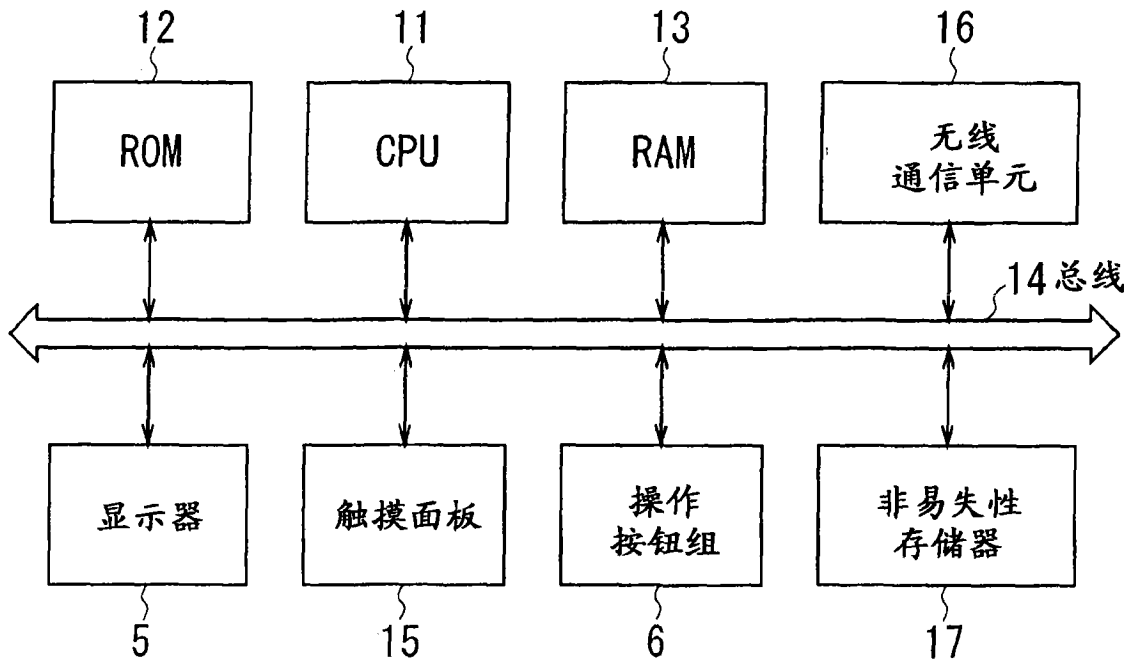 12
11
13
16
ROM
CPU
RAM
无线
通信单元
14 总线
显示器
触摸面板
操作
按钮组
非易失性
存储器
5
15
6
17